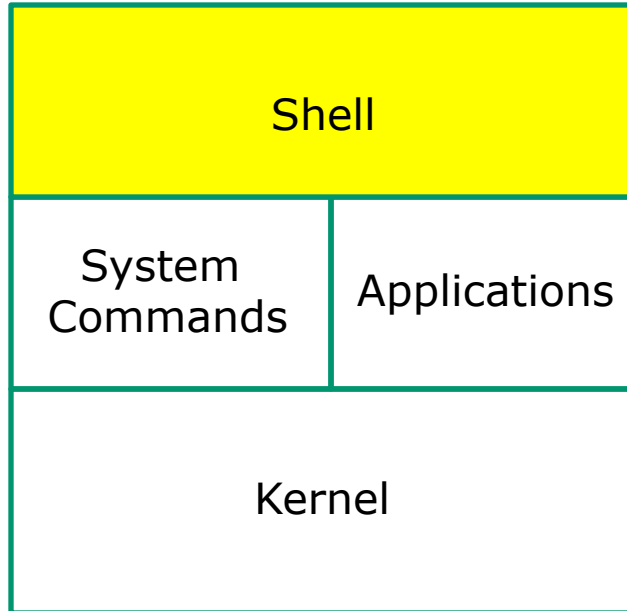 Shell
System
Commands
Applications
Kernel